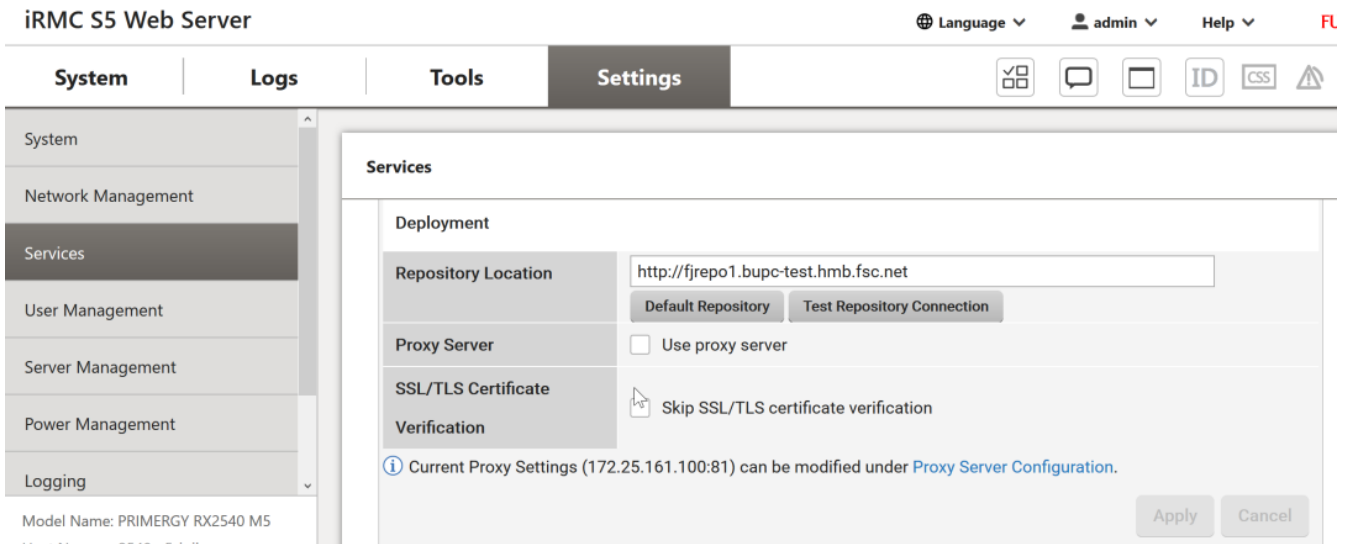 iRMC S5 Web Server
Language
admin
Help
System
Logs
Tools
Settings
ID
CSS
System
Network Management
Services
User Management
Server Management
Power Management
Logging
Model Name: PRIMERGY RX2540 M5
Services
Deployment
Repository Location
http://fjrepo1.bupc-test.hmb.fsc.net
Default Repository
Test Repository Connection
Proxy Server
Use proxy server
SSL/TLS Certificate
Verification
Skip SSL/TLS certificate verification
Current Proxy Settings (172.25.161.100:81) can be modified under Proxy Server Configuration.
Apply
Cancel